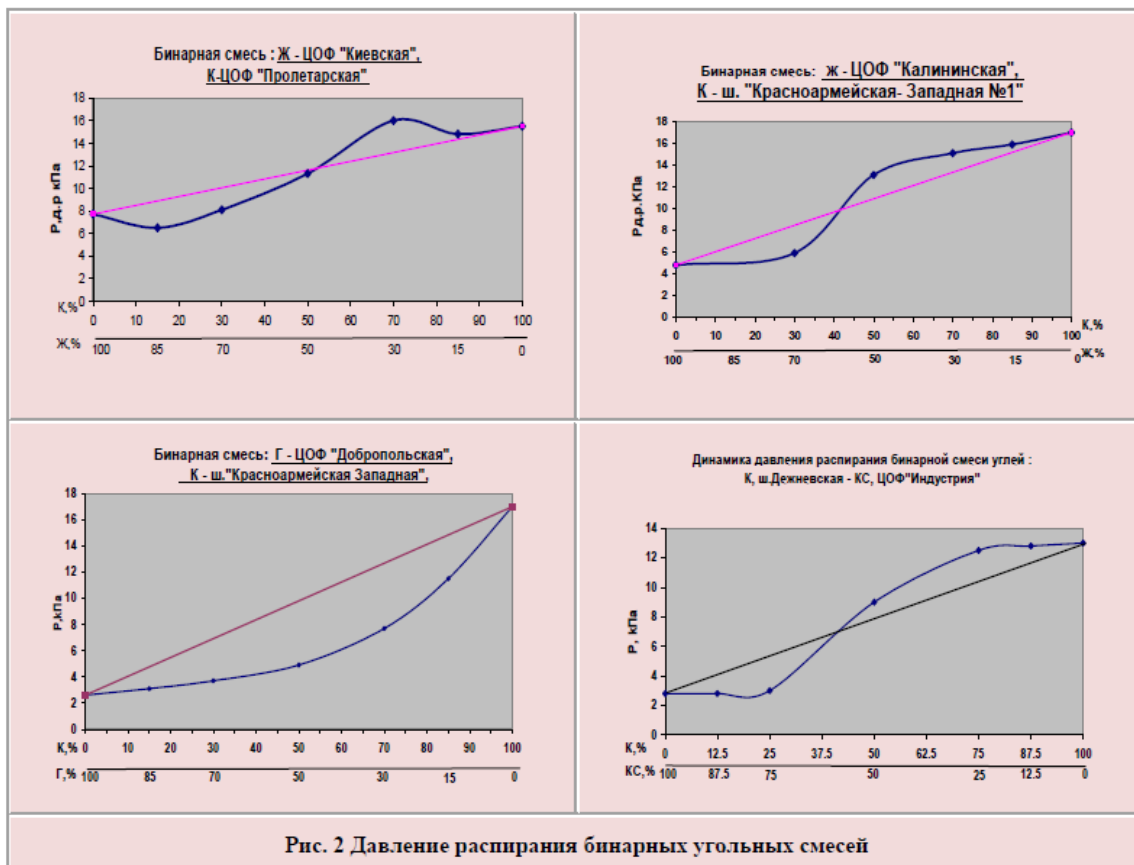 Бинарная смесь : Ж - ЦОФ "Киевская",
К-ЦОФ "Пролетарская"
Р,д.р кПа
18
16
14
12
10
8
6
4
2
0
К,% 0 10 20 30 40 50 60 70 80 90 100
Ж,% 100 85 70 50 30 15 0
Бинарная смесь: ж - ЦОФ "Калининская",
К - ш. "Красноармейская- Западная №1"
Рд.р.КПа
18
16
14
12
10
8
6
4
2
0
0 10 20 30 40 50 60 70 80 90 100 К,%
100 85 70 50 30 15 0 Ж,%
Бинарная смесь: Г - ЦОФ "Добропольская",
К - ш."Красноармейская Западная",
Р,кПа
18
16
14
12
10
8
6
4
2
0
К,% 0 10 20 30 40 50 60 70 80 90 100
Г,% 100 85 70 50 30 15 0
Динамика давления распирания бинарной смеси углей :
К, ш.Дежневская - КС, ЦОФ"Индустрия"
Р, кПа
14
12
10
8
6
4
2
0
К,% 0 12.5 25 37.5 50 62.5 75 87.5 100
КС,% 100 87.5 75 50 25 12.5 0
Рис. 2 Давление распирания бинарных угольных смесей